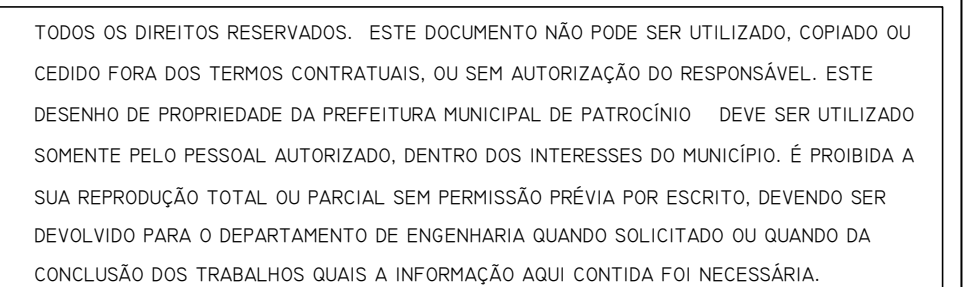 TODOS OS DIREITOS RESERVADOS. ESTE DOCUMENTO NÃO PODE SER UTILIZADO, COPIADO OU
CEDIDO FORA DOS TERMOS CONTRATUAIS, OU SEM AUTORIZAÇÃO DO RESPONSÁVEL. ESTE
DESENHO DE PROPRIEDADE DA PREFEITURA MUNICIPAL DE PATROCÍNIO DEVE SER UTILIZADO
SOMENTE PELO PESSOAL AUTORIZADO, DENTRO DOS INTERESSES DO MUNICÍPIO. É PROIBIDA A
SUA REPRODUÇÃO TOTAL OU PARCIAL SEM PERMISSÃO PRÉVIA POR ESCRITO, DEVENDO SER
DEVOLVIDO PARA O DEPARTAMENTO DE ENGENHARIA QUANDO SOLICITADO OU QUANDO DA
CONCLUSÃO DOS TRABALHOS QUAIS A INFORMAÇÃO AQUI CONTIDA FOI NECESSÁRIA.